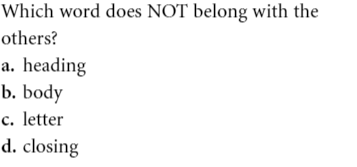 Which word does NOT belong with the
others?
a. heading
b. body
c. letter
d. closing